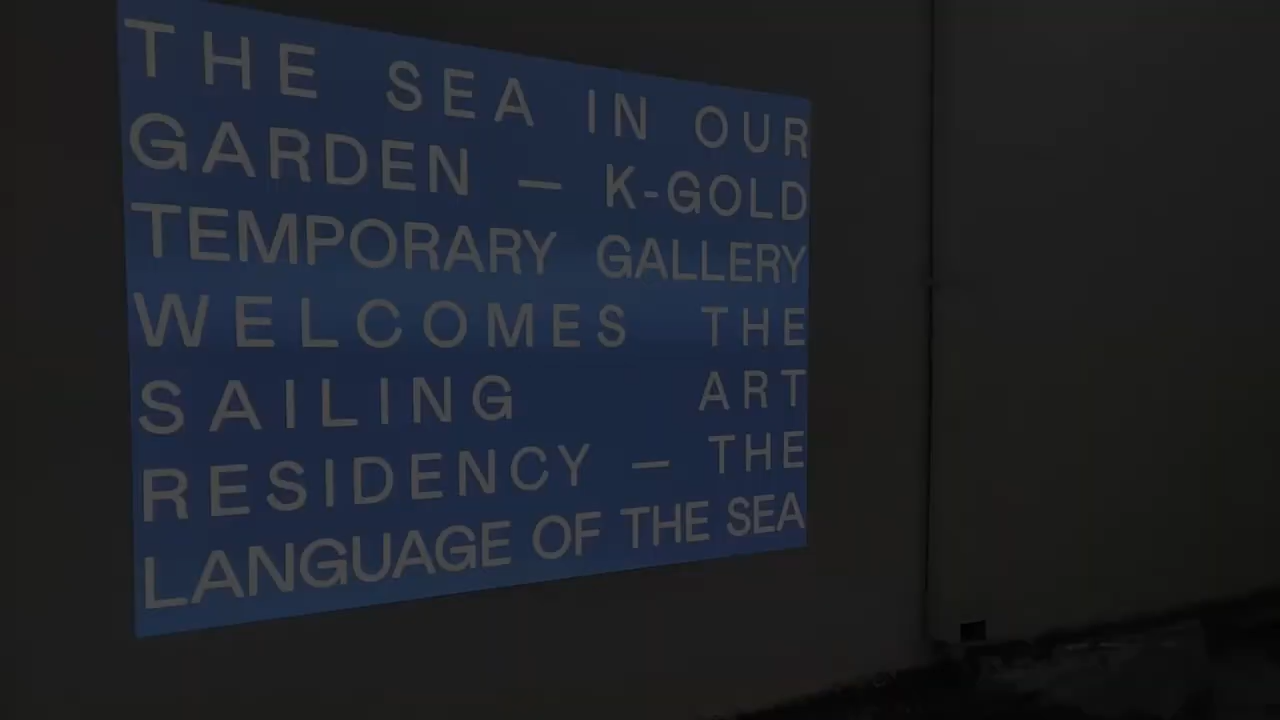 THE SEA IN OUR
GARDEN — K-GOLD
TEMPORARY GALLERY
WELCOMES THE
SAILING ART
RESIDENCY — THE
LANGUAGE OF THE SEA